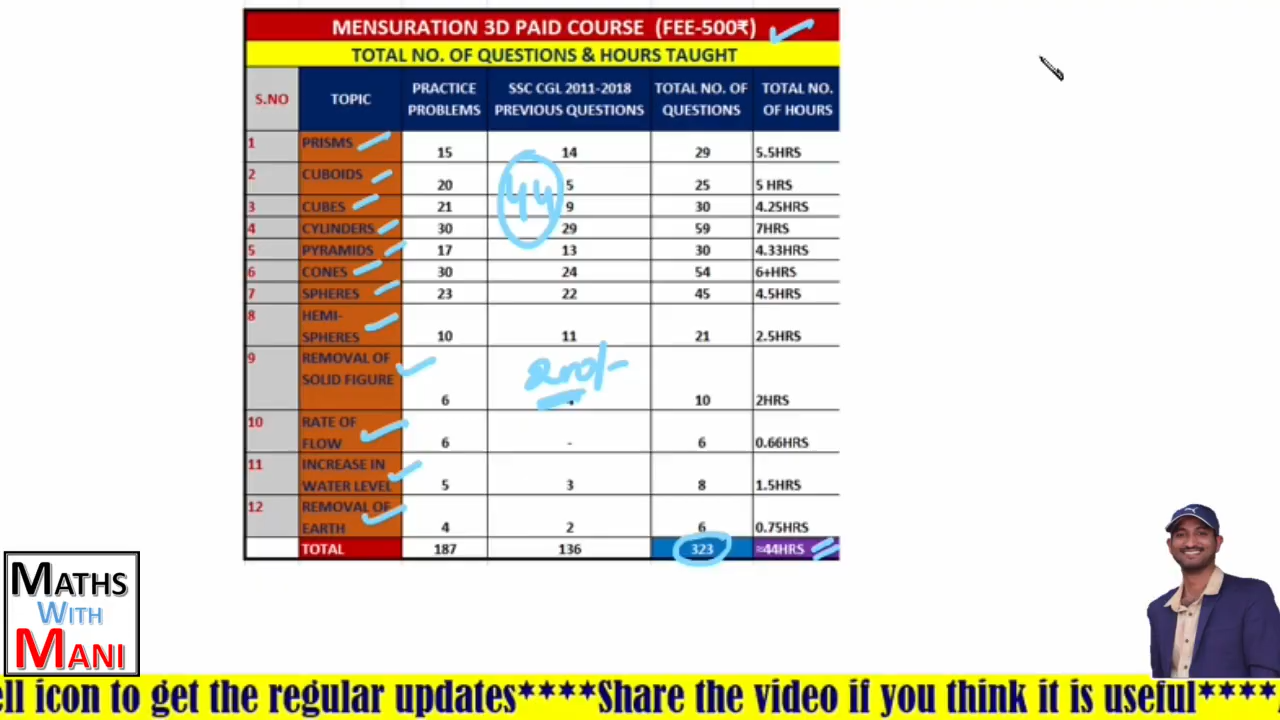 MENSURATION 3D PAID COURSE (FEE-500₹)
TOTAL NO. OF QUESTIONS & HOURS TAUGHT
S.NO TOPIC PRACTICE PROBLEMS SSC CGL 2011-2018 PREVIOUS QUESTIONS TOTAL NO. OF QUESTIONS TOTAL NO. OF HOURS
1 PRISMS 15 14 29 5.5HRS
2 CUBOIDS 20 5 25 5 HRS
3 CUBES 21 9 30 4.25HRS
4 CYLINDERS 30 29 59 7HRS
5 PYRAMIDS 17 13 30 4.33HRS
6 CONES 30 24 54 6+HRS
7 SPHERES 23 22 45 4.5HRS
8 HEMI-SPHERES 10 11 21 2.5HRS
9 REMOVAL OF SOLID FIGURE 6 10 2HRS
10 RATE OF FLOW 6 - 6 0.66HRS
11 INCREASE IN WATER LEVEL 5 3 8 1.5HRS
12 REMOVAL OF EARTH 4 2 6 0.75HRS
TOTAL 187 136 323 ≈44HRS
44
MATHS
WITH
MANI
ell icon to get the regular updates****Share the video if you think it is useful****